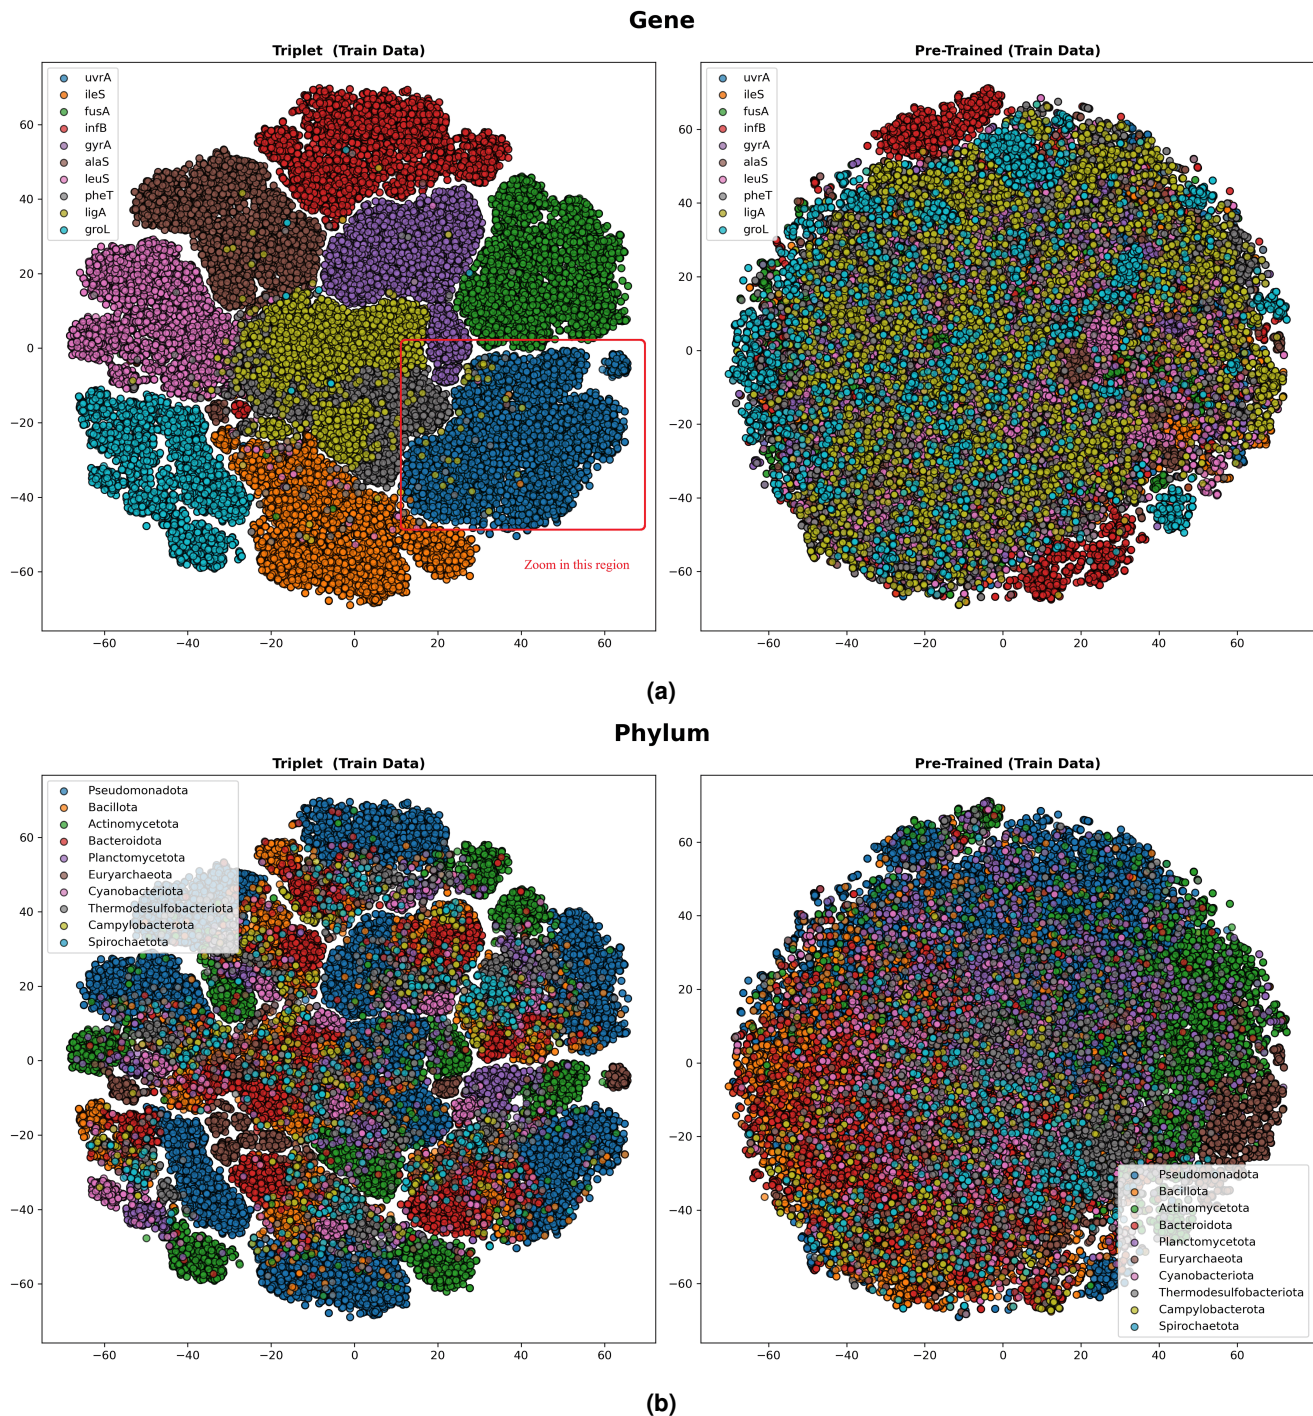 Gene
Triplet  (Train Data)
uvrA
ileS
fusA
infB
gyrA
alaS
leuS
pheT
ligA
groL
60
40
20
0
−20
−40
−60
−60
−40
−20
0
20
40
60
Zoom in this region
Pre-Trained (Train Data)
uvrA
ileS
fusA
infB
gyrA
alaS
leuS
pheT
ligA
groL
60
40
20
0
−20
−40
−60
−60
−40
−20
0
20
40
60
(a)
Phylum
Triplet  (Train Data)
Pseudomonadota
Bacillota
Actinomycetota
Bacteroidota
Planctomycetota
Euryarchaeota
Cyanobacteriota
Thermodesulfobacteriota
Campylobacterota
Spirochaetota
60
40
20
0
−20
−40
−60
−60
−40
−20
0
20
40
60
Pre-Trained (Train Data)
60
40
20
0
−20
−40
−60
Pseudomonadota
Bacillota
Actinomycetota
Bacteroidota
Planctomycetota
Euryarchaeota
Cyanobacteriota
Thermodesulfobacteriota
Campylobacterota
Spirochaetota
−60
−40
−20
0
20
40
60
(b)